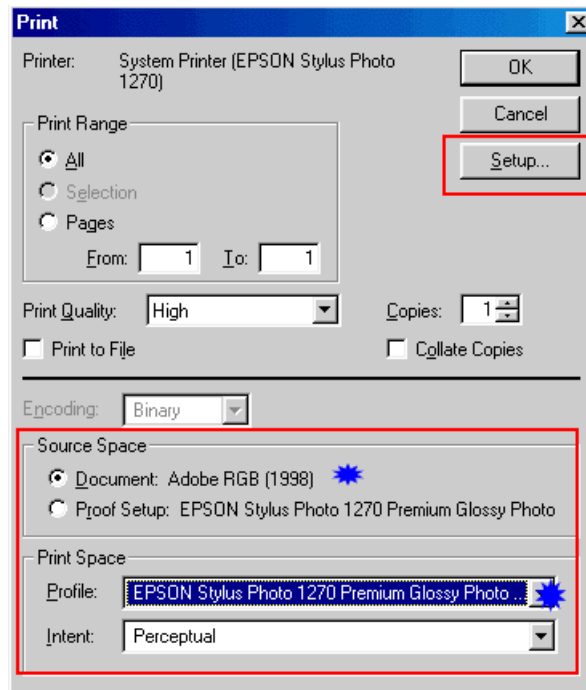 Print
Printer: System Printer (EPSON Stylus Photo
1270)
OK
Cancel
Setup...
Print Range
All
Selection
Pages
From: 1 To: 1
Print Quality: High
Copies: 1
Print to File
Collate Copies
Encoding: Binary
Source Space
Document: Adobe RGB (1998)
Proof Setup: EPSON Stylus Photo 1270 Premium Glossy Photo
Print Space
Profile: EPSON Stylus Photo 1270 Premium Glossy Photo ...
Intent: Perceptual